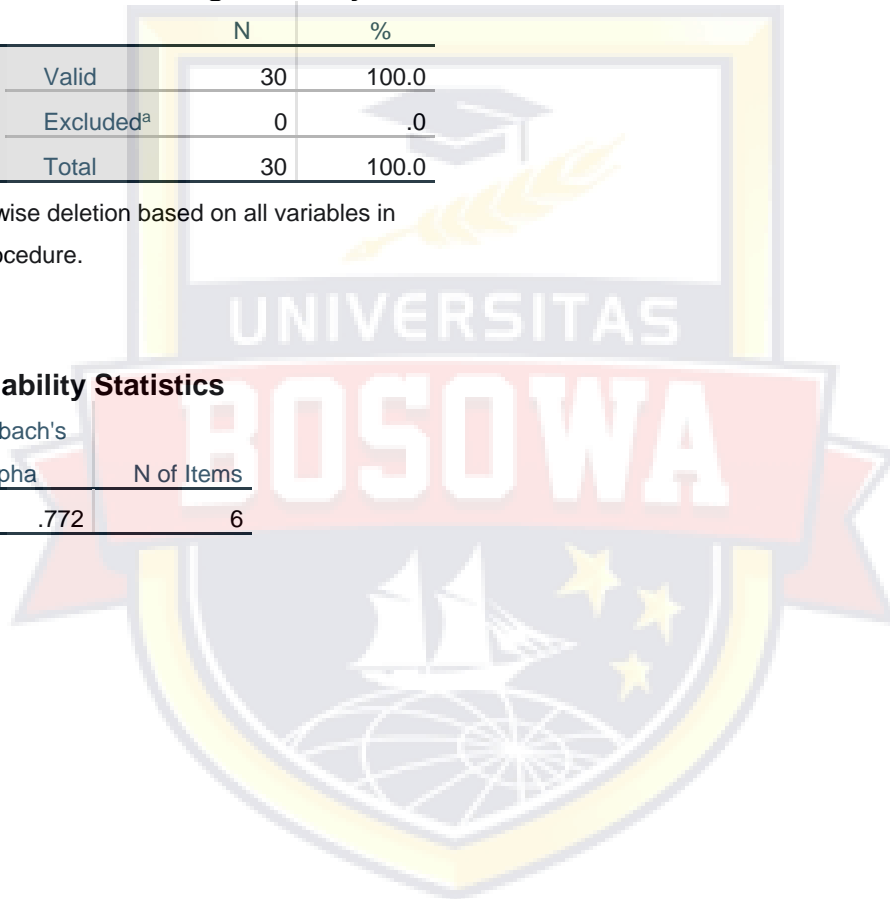 N %
Valid 30 100.0
Excludedᵃ 0 .0
Total 30 100.0
wise deletion based on all variables in
ocedure.
ability Statistics
bach's
pha N of Items
.772 6
UNIVERSITAS
BOSOWA